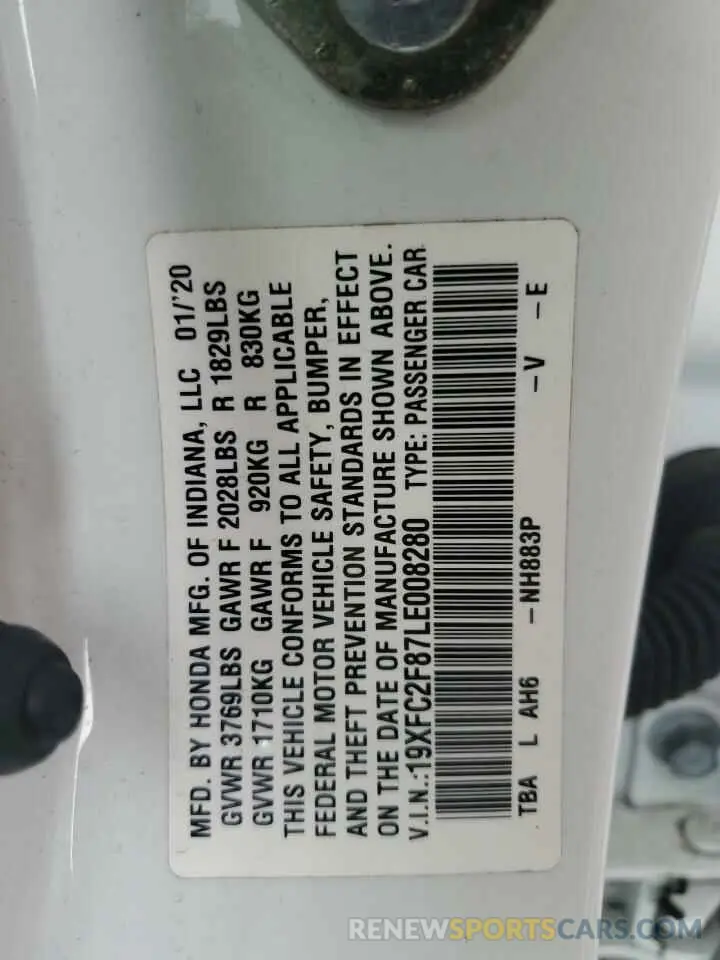 MFD. BY HONDA MFG. OF INDIANA, LLC 01/'20
GVWR 3769LBS GAWR F 2028LBS R 1829LBS
GVWR 1710KG GAWR F 920KG R 830KG
THIS VEHICLE CONFORMS TO ALL APPLICABLE
FEDERAL MOTOR VEHICLE SAFETY, BUMPER,
AND THEFT PREVENTION STANDARDS IN EFFECT
ON THE DATE OF MANUFACTURE SHOWN ABOVE.
V.I.N.:19XFC2F87LE008280 TYPE: PASSENGER CAR
TBA L AH6 -NH883P -V -E
RENEWSPORTSCARS.COM